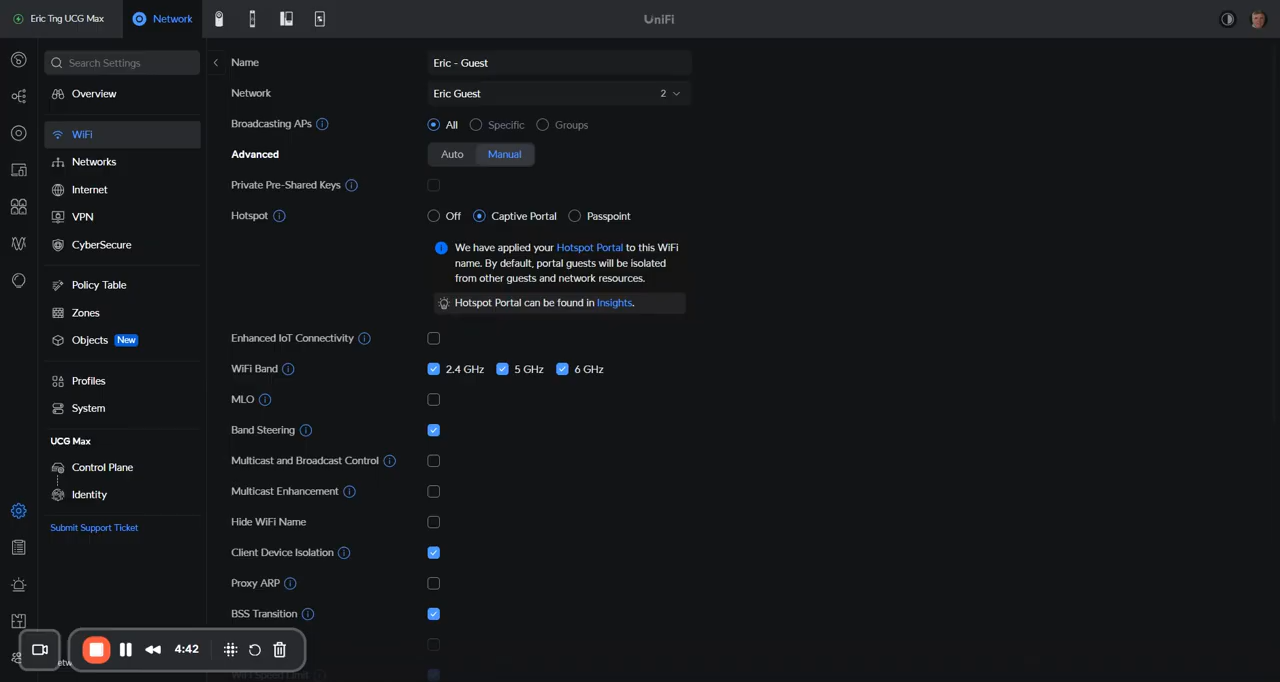 Eric Tng UCG Max
Network
UniFi
Search Settings
Overview
WiFi
Networks
Internet
VPN
CyberSecure
Policy Table
Zones
Objects New
Profiles
System
UCG Max
Control Plane
Identity
Submit Support Ticket
Name
Eric - Guest
Network
Eric Guest 2
Broadcasting APs
All Specific Groups
Advanced
Auto Manual
Private Pre-Shared Keys
Hotspot
Off Captive Portal Passpoint
We have applied your Hotspot Portal to this WiFi
name. By default, portal guests will be isolated
from other guests and network resources.
Hotspot Portal can be found in Insights.
Enhanced IoT Connectivity
WiFi Band
2.4 GHz 5 GHz 6 GHz
MLO
Band Steering
Multicast and Broadcast Control
Multicast Enhancement
Hide WiFi Name
Client Device Isolation
Proxy ARP
BSS Transition
WiFi Speed Limit
4:42